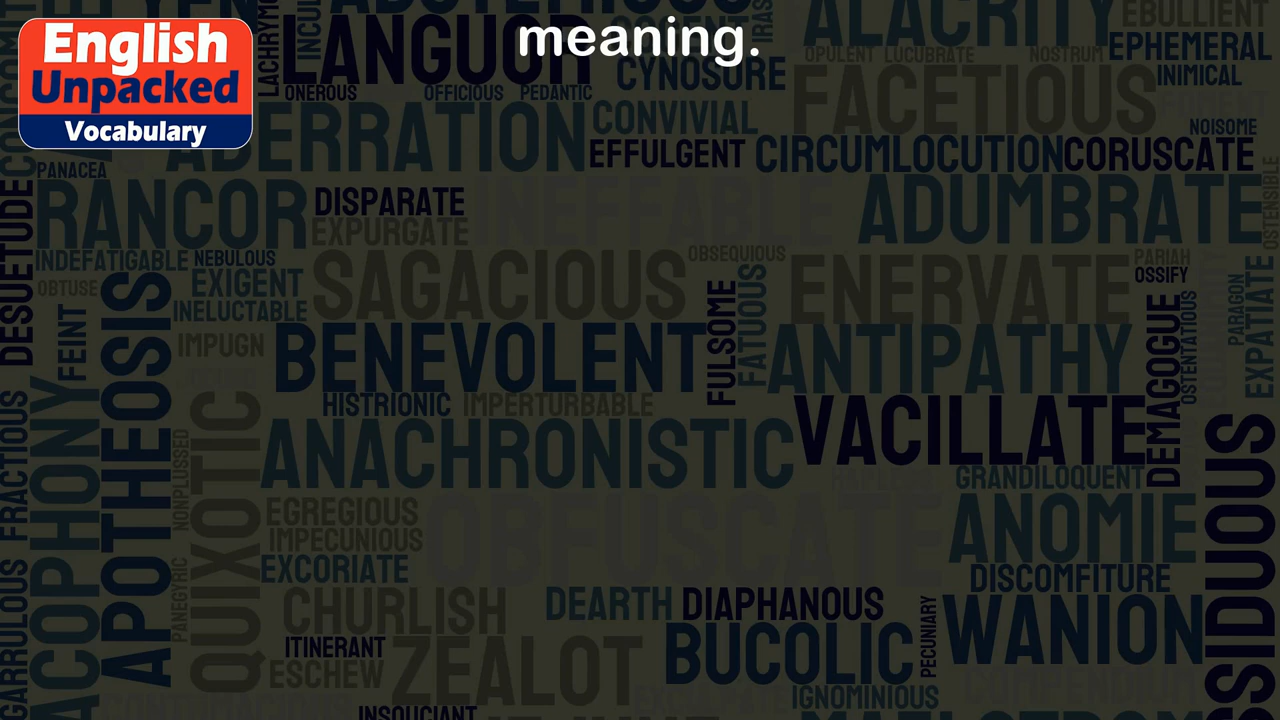 English
Unpacked
Vocabulary
meaning.
ALACRITY
EBULLIENT
LANGUOR
OPULENT LUCUBRATE
NOSTRUM
EPHEMERAL
CYNOSURE
FACETIOUS
INIMICAL
ONEROUS
OFFICIOUS
PEDANTIC
ABERRATION
CONVIVIAL
NOISOME
EFFULGENT
CIRCUMLOCUTION
CORUSCATE
PANACEA
RANCOR
DISPARATE
INEFFABLE
ADUMBRATE
OSTENSIBLE
DESUETUDE
EXPURGATE
INDEFATIGABLE
NEBULOUS
SAGACIOUS
OBSEQUIOUS
ENERVATE
PARIAH
OSSIFY
OBTUSE
EXIGENT
INELUCTABLE
FEINT
APOTHEOSIS
IMPUGN
BENEVOLENT
FULSOME
FATUOUS
ANTIPATHY
DEMAGOGUE
OSTENTATIOUS
PARAGON
EXPATIATE
HISTRIONIC
IMPERTURBABLE
VACILLATE
FRACTIOUS
QUIXOTIC
NONPLUSSED
ANACHRONISTIC
GRANDILOQUENT
EGREGIOUS
IMPECUNIOUS
OBFUSCATE
ANOMIE
EXCORIATE
DISCOMFITURE
GARRULOUS
PANEGYRIC
CHURLISH
DEARTH
DIAPHANOUS
PECUNIARY
WANION
ITINERANT
ZEALOT
BUCOLIC
ESCHEW
IGNOMINIOUS
COMPENDIUM
INSOUCIANT